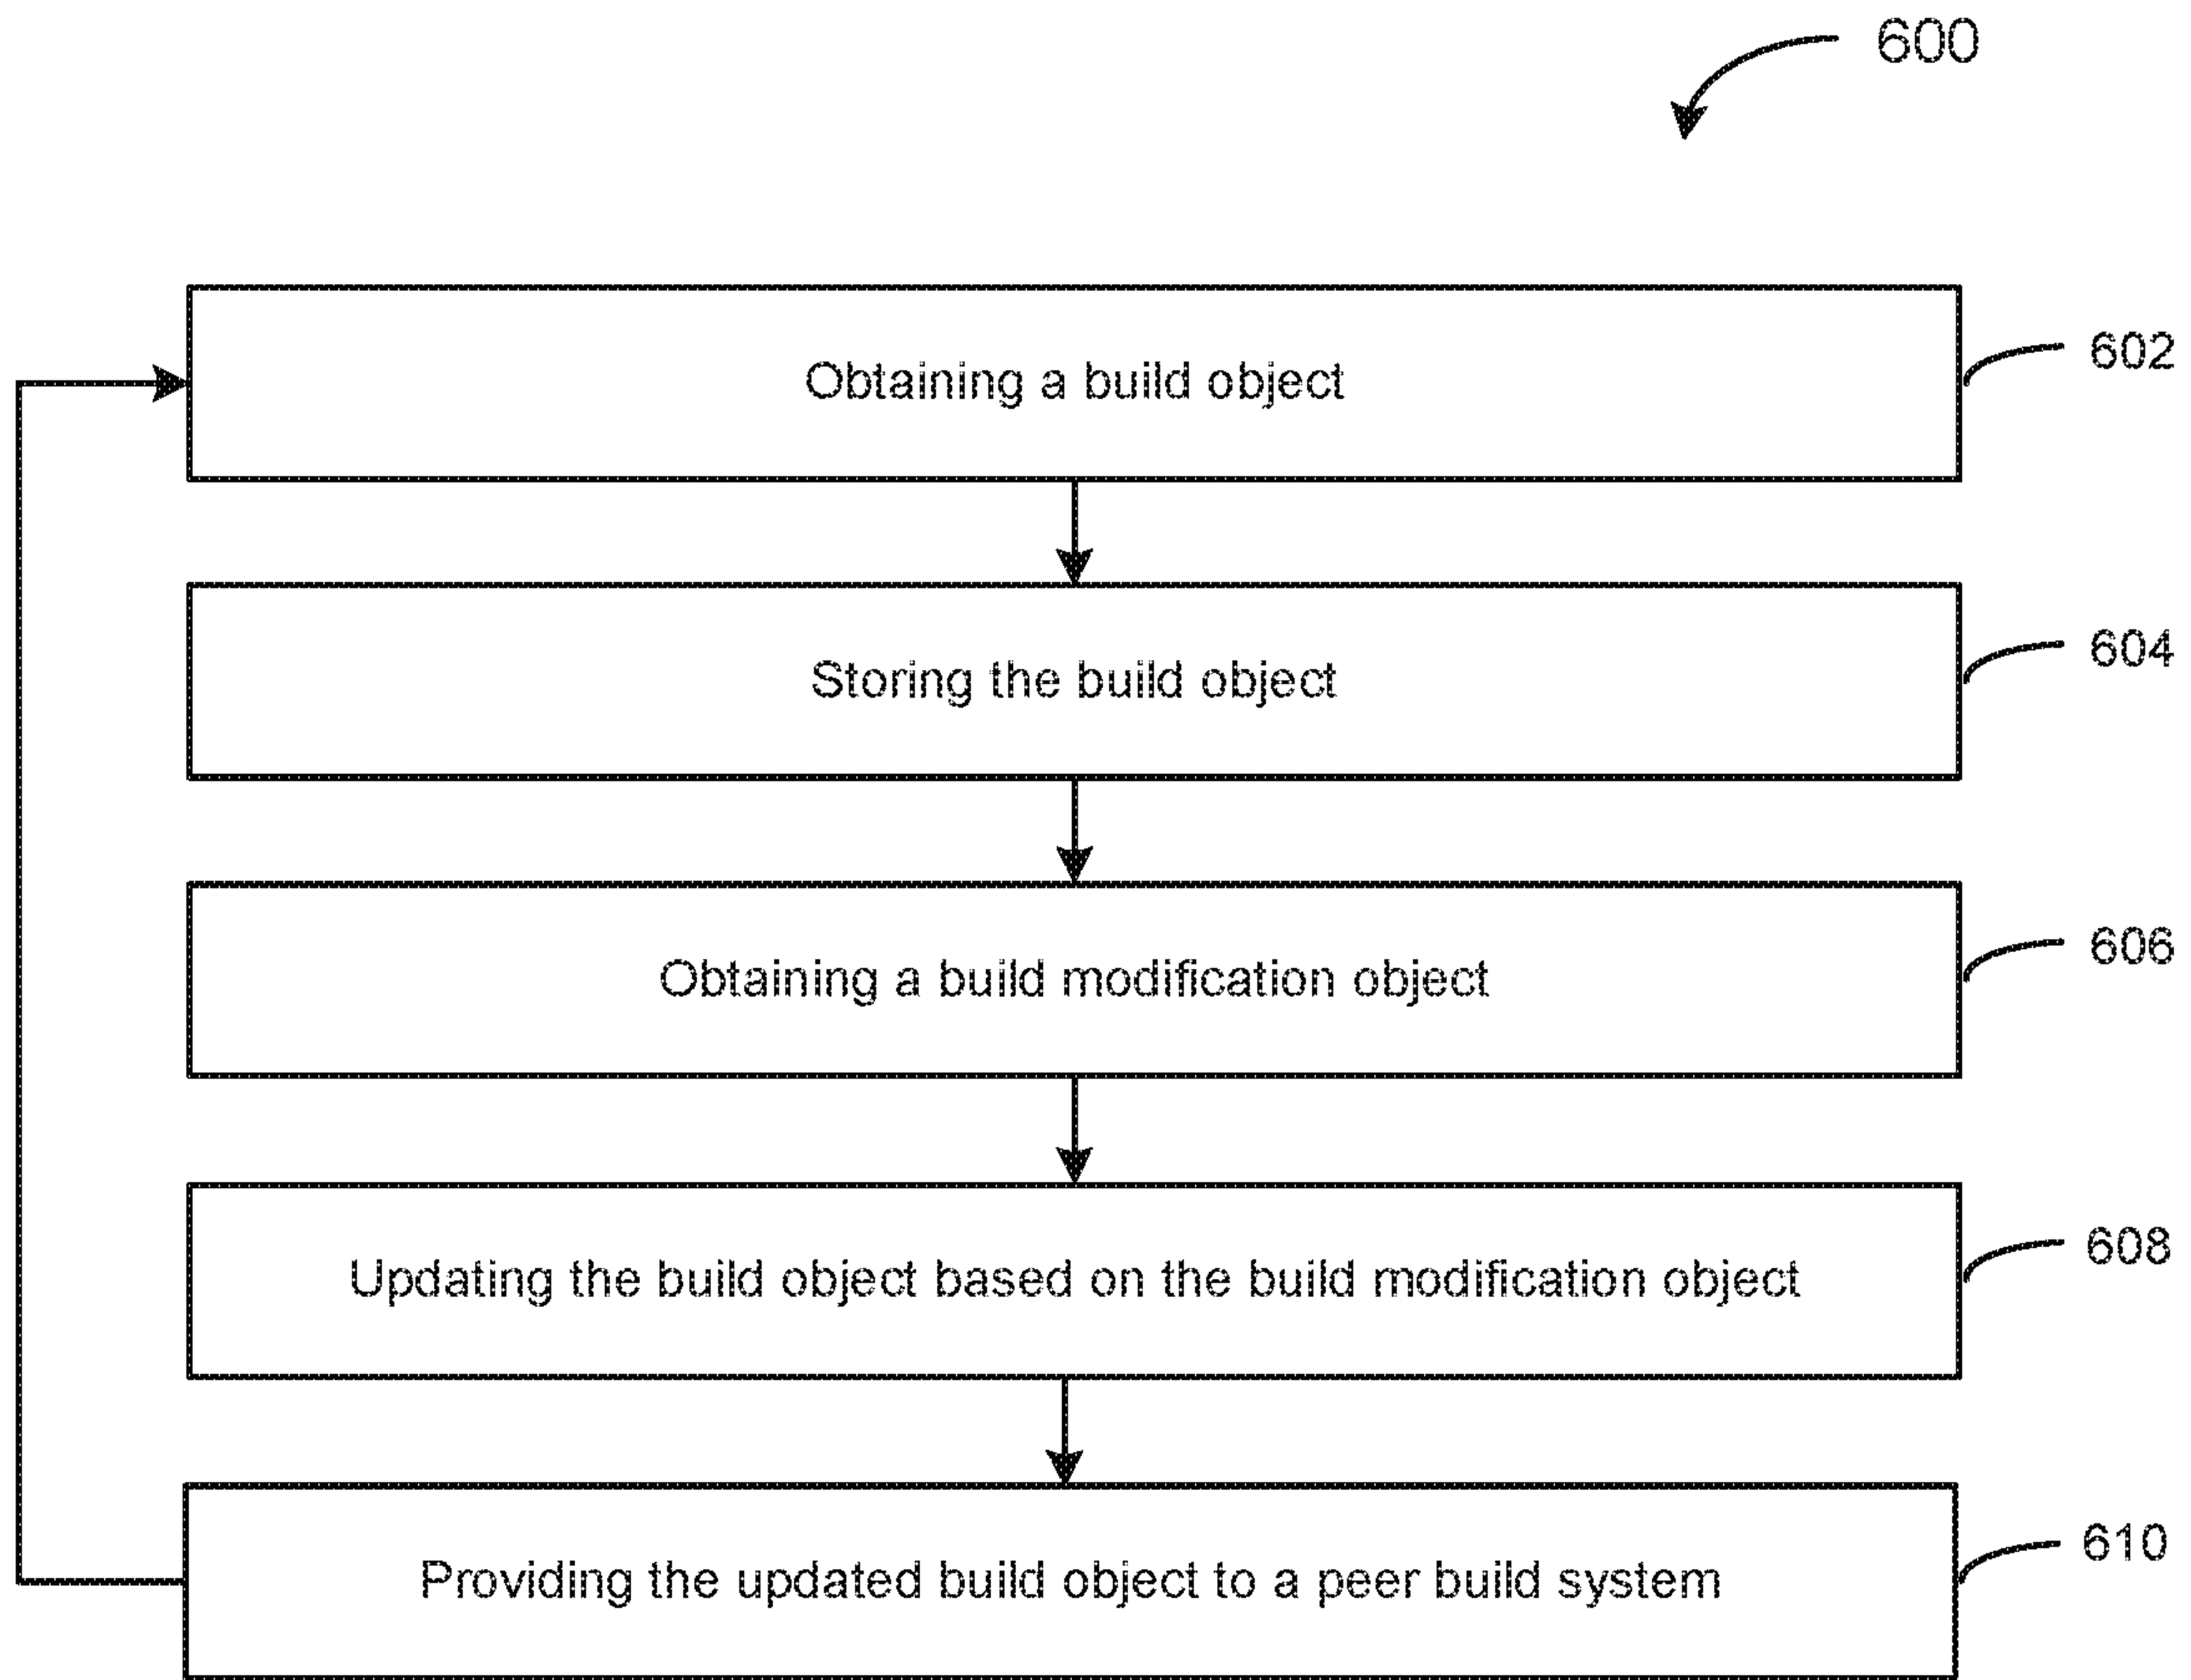 600
Obtaining a build object
602
Storing the build object
604
Obtaining a build modification object
606
Updating the build object based on the build modification object
608
Providing the updated build object to a peer build system
610